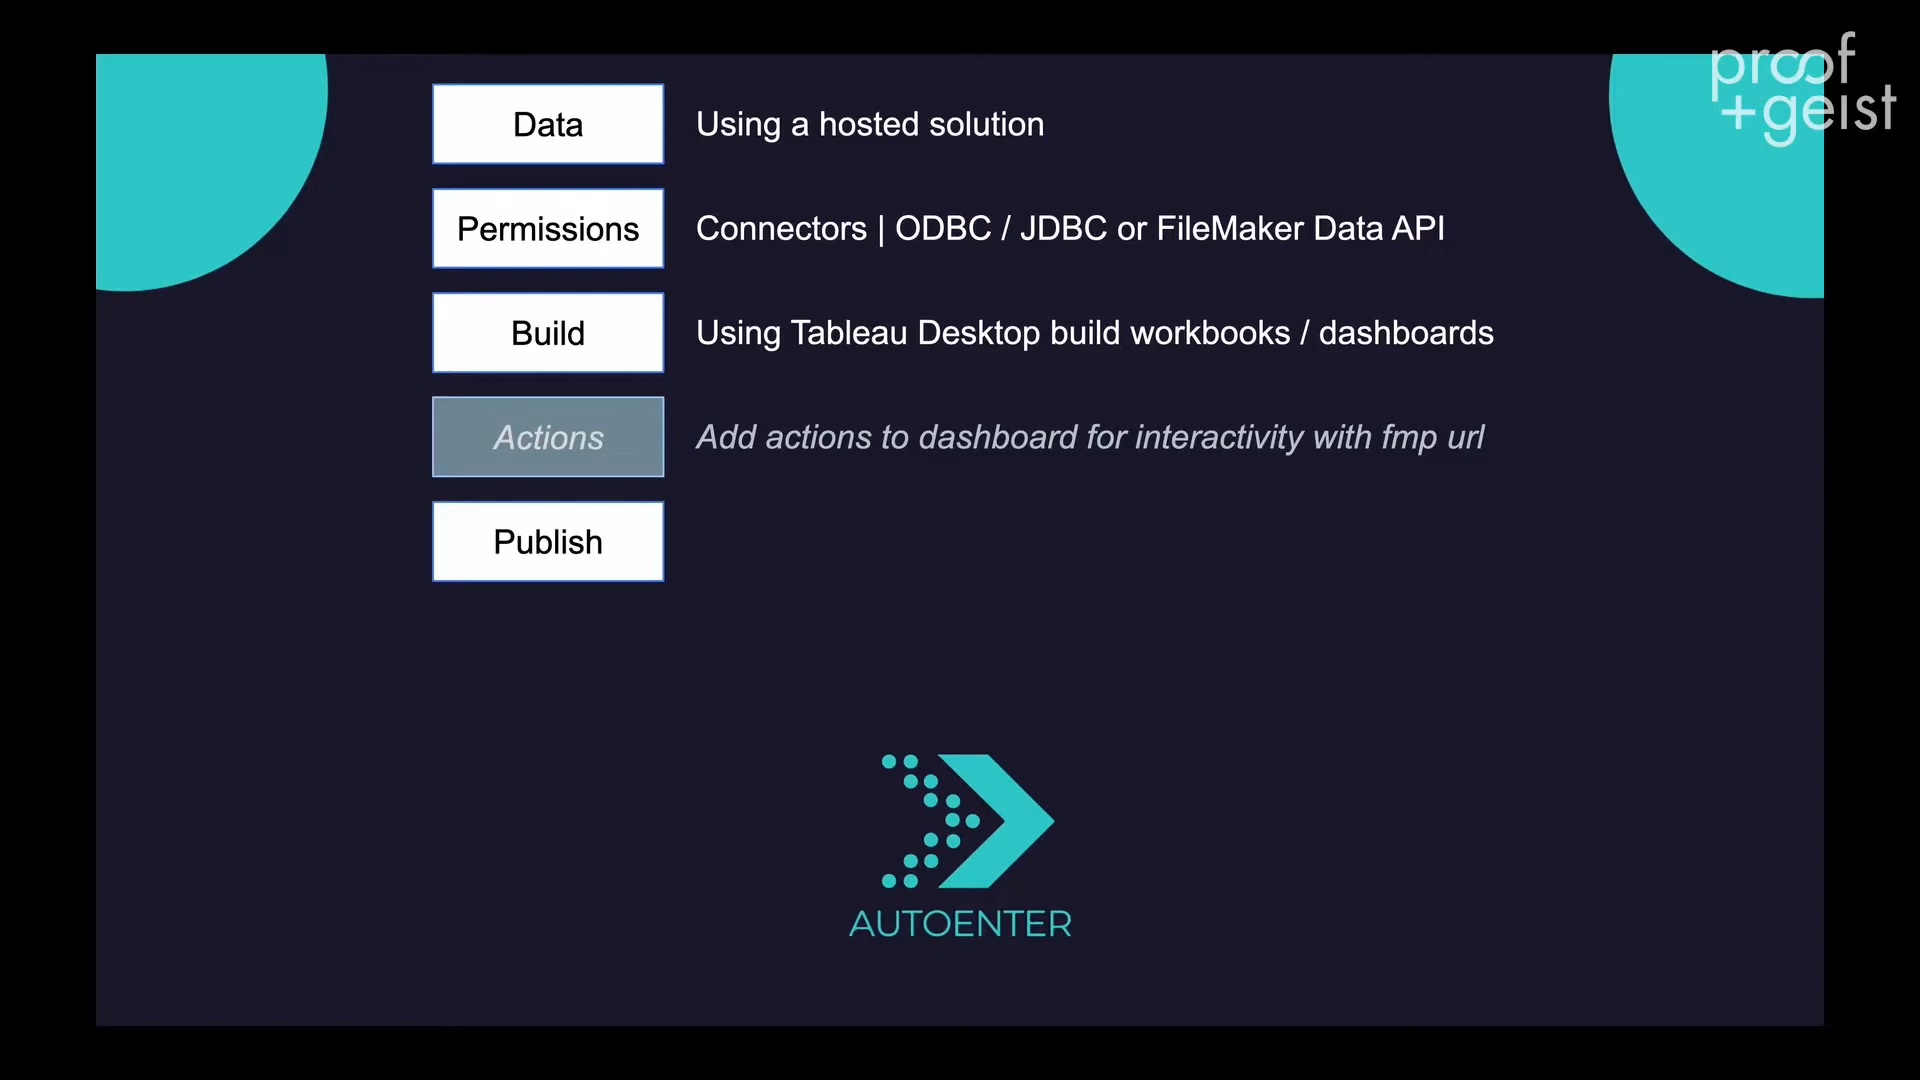 proof
+geist
Data
Using a hosted solution
Permissions
Connectors | ODBC / JDBC or FileMaker Data API
Build
Using Tableau Desktop build workbooks / dashboards
Actions
Add actions to dashboard for interactivity with fmp url
Publish
AUTOENTER